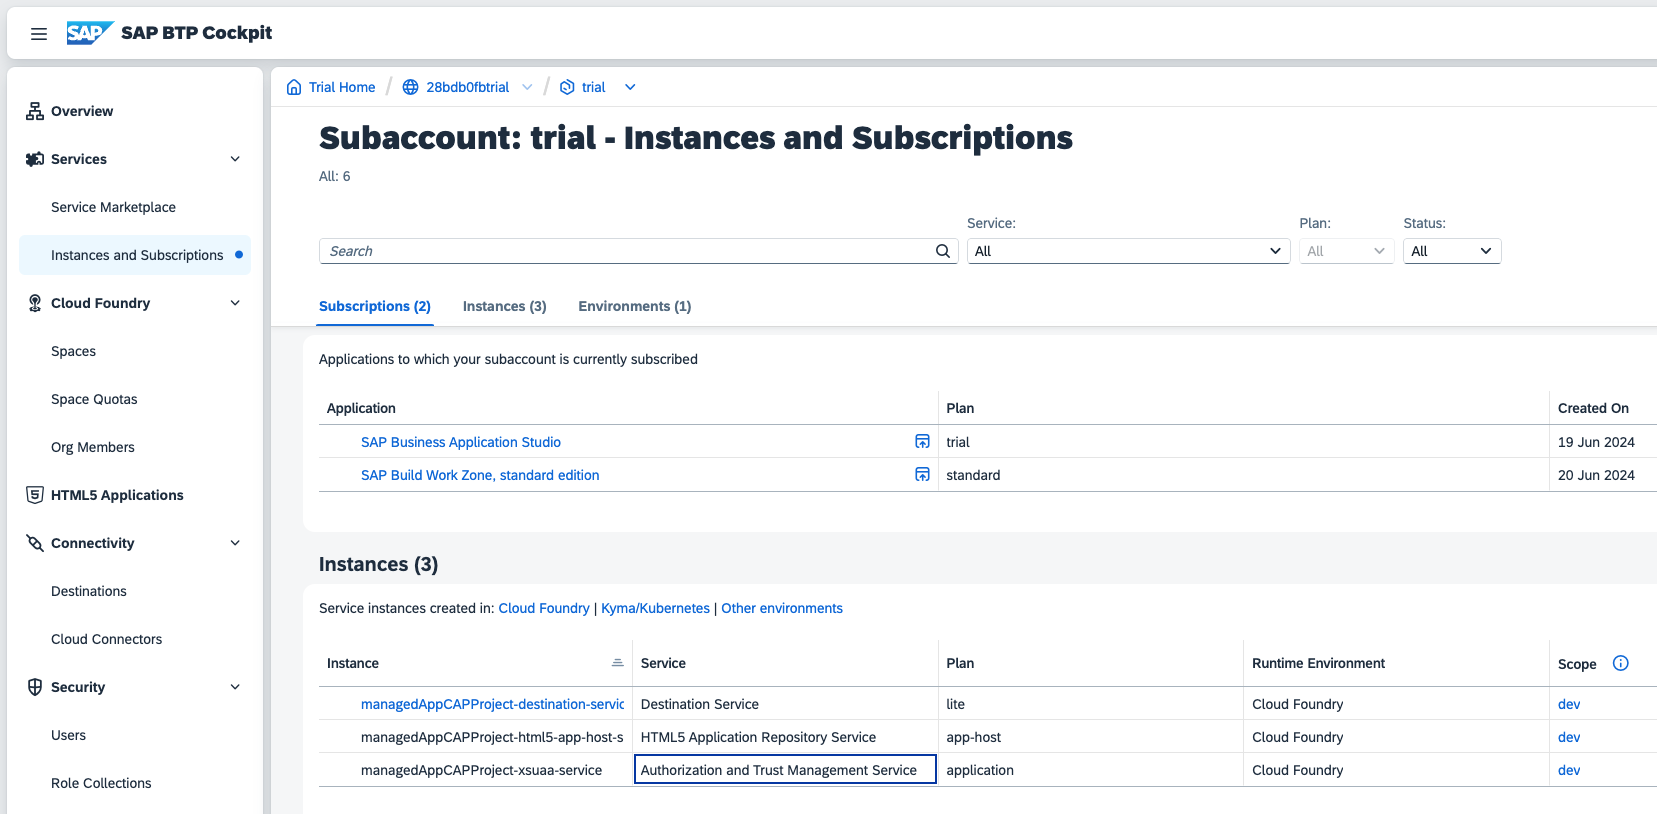 SAP SAP BTP Cockpit
Overview
Services
Service Marketplace
Instances and Subscriptions
Cloud Foundry
Spaces
Space Quotas
Org Members
HTML5 Applications
Connectivity
Destinations
Cloud Connectors
Security
Users
Role Collections
Trial Home / 28bdb0fbtrial / trial
Subaccount: trial - Instances and Subscriptions
All: 6
Service: Plan: Status:
Search All All All
Subscriptions (2) Instances (3) Environments (1)
Applications to which your subaccount is currently subscribed
Application Plan Created On
SAP Business Application Studio trial 19 Jun 2024
SAP Build Work Zone, standard edition standard 20 Jun 2024
Instances (3)
Service instances created in: Cloud Foundry | Kyma/Kubernetes | Other environments
Instance Service Plan Runtime Environment Scope
managedAppCAPProject-destination-servic Destination Service lite Cloud Foundry dev
managedAppCAPProject-html5-app-host-s HTML5 Application Repository Service app-host Cloud Foundry dev
managedAppCAPProject-xsuaa-service Authorization and Trust Management Service application Cloud Foundry dev